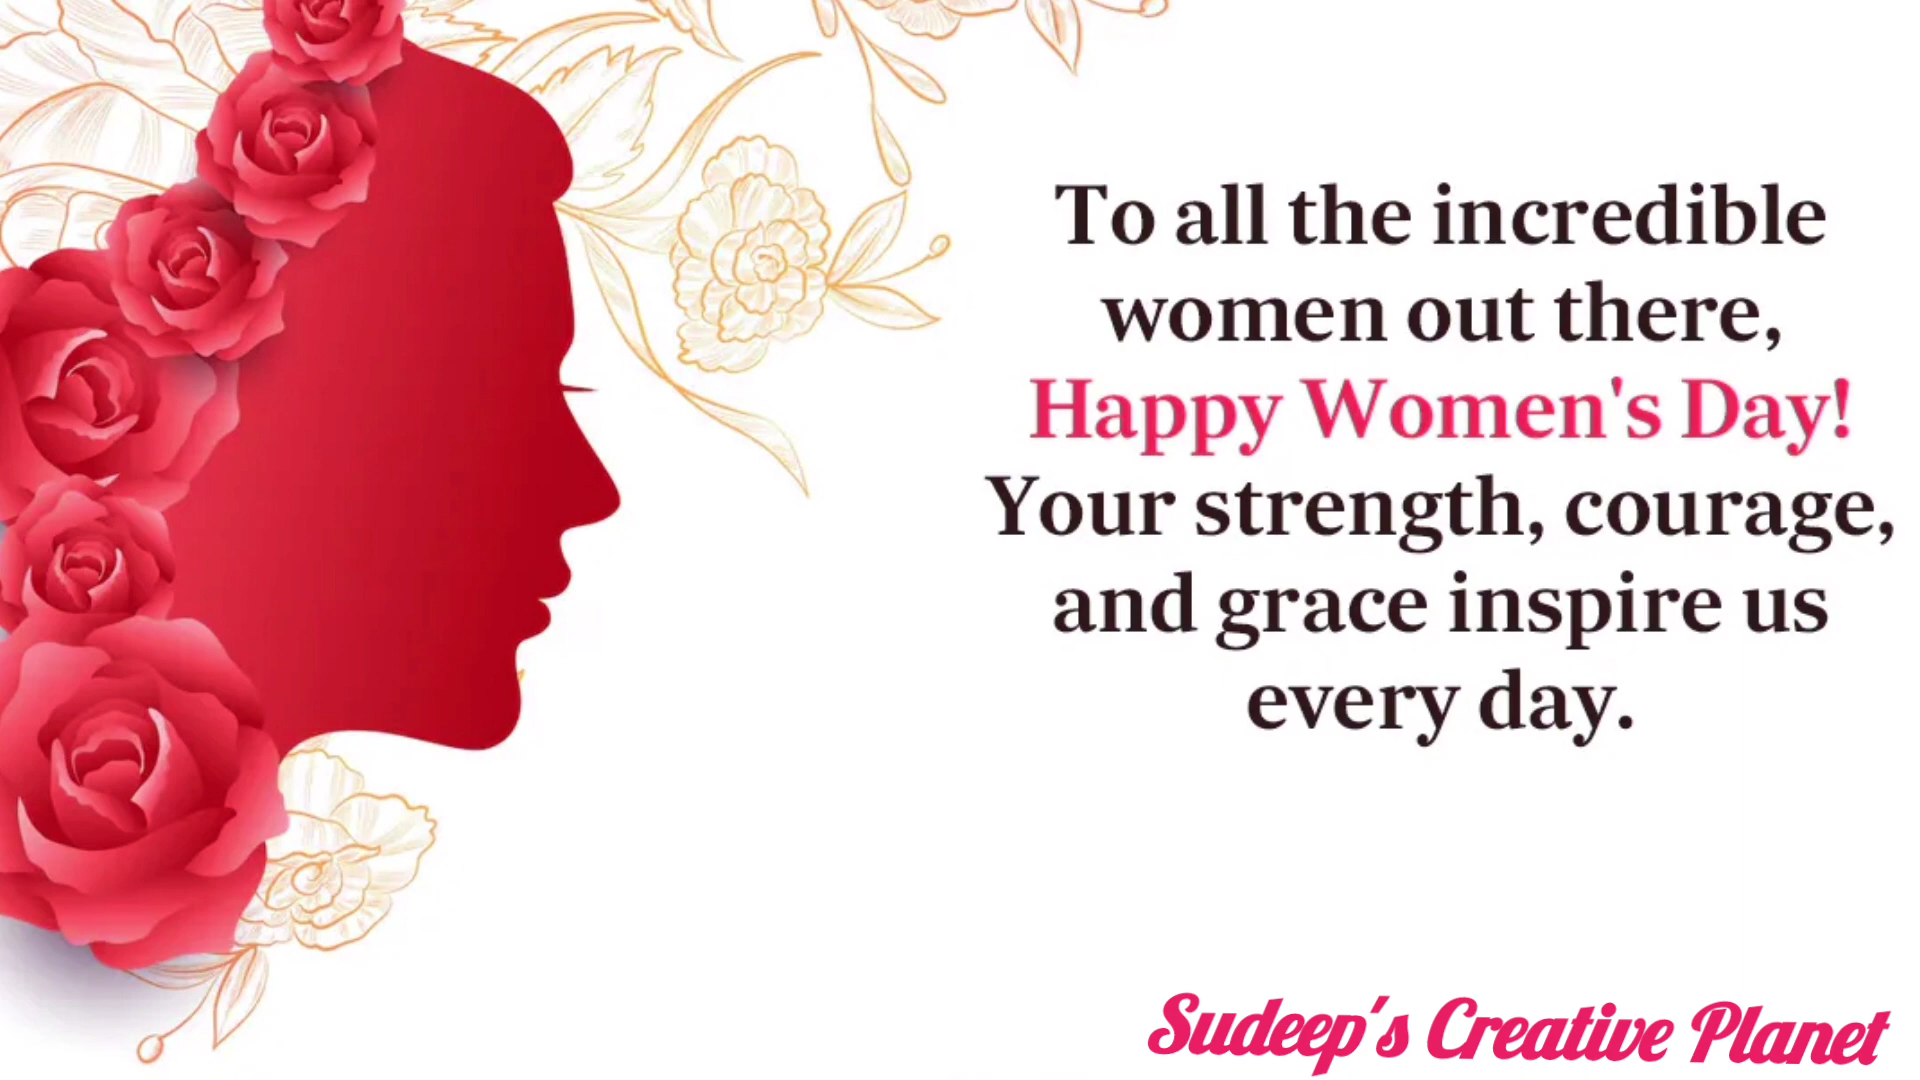 To all the incredible
women out there,
Happy Women's Day!
Your strength, courage,
and grace inspire us
every day.
Sudeep's Creative Planet